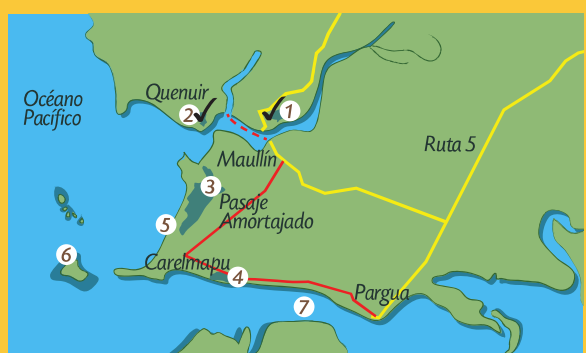 Quenuir
Océano
Pacífico
2
1
Ruta 5
Maullín
3
Pasaje
Amortajado
5
6
Carelmapu
4
Pargua
7